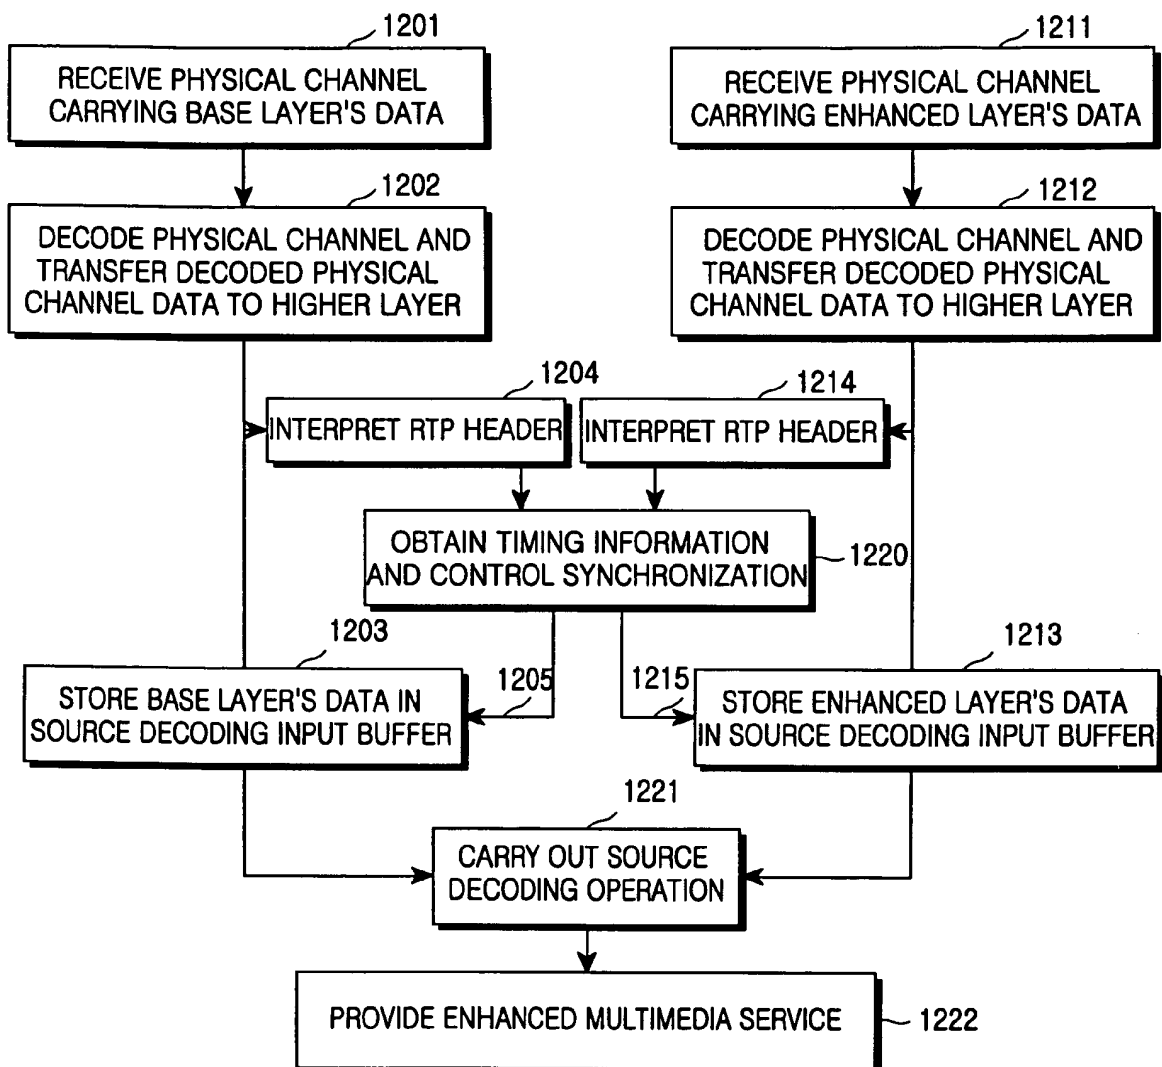 1201
RECEIVE PHYSICAL CHANNEL
CARRYING BASE LAYER'S DATA
1211
RECEIVE PHYSICAL CHANNEL
CARRYING ENHANCED LAYER'S DATA
1202
DECODE PHYSICAL CHANNEL AND
TRANSFER DECODED PHYSICAL
CHANNEL DATA TO HIGHER LAYER
1212
DECODE PHYSICAL CHANNEL AND
TRANSFER DECODED PHYSICAL
CHANNEL DATA TO HIGHER LAYER
1204
INTERPRET RTP HEADER
1214
INTERPRET RTP HEADER
OBTAIN TIMING INFORMATION
AND CONTROL SYNCHRONIZATION
1220
1203
STORE BASE LAYER'S DATA IN
SOURCE DECODING INPUT BUFFER
1205
1215
1213
STORE ENHANCED LAYER'S DATA
IN SOURCE DECODING INPUT BUFFER
1221
CARRY OUT SOURCE
DECODING OPERATION
PROVIDE ENHANCED MULTIMEDIA SERVICE
1222